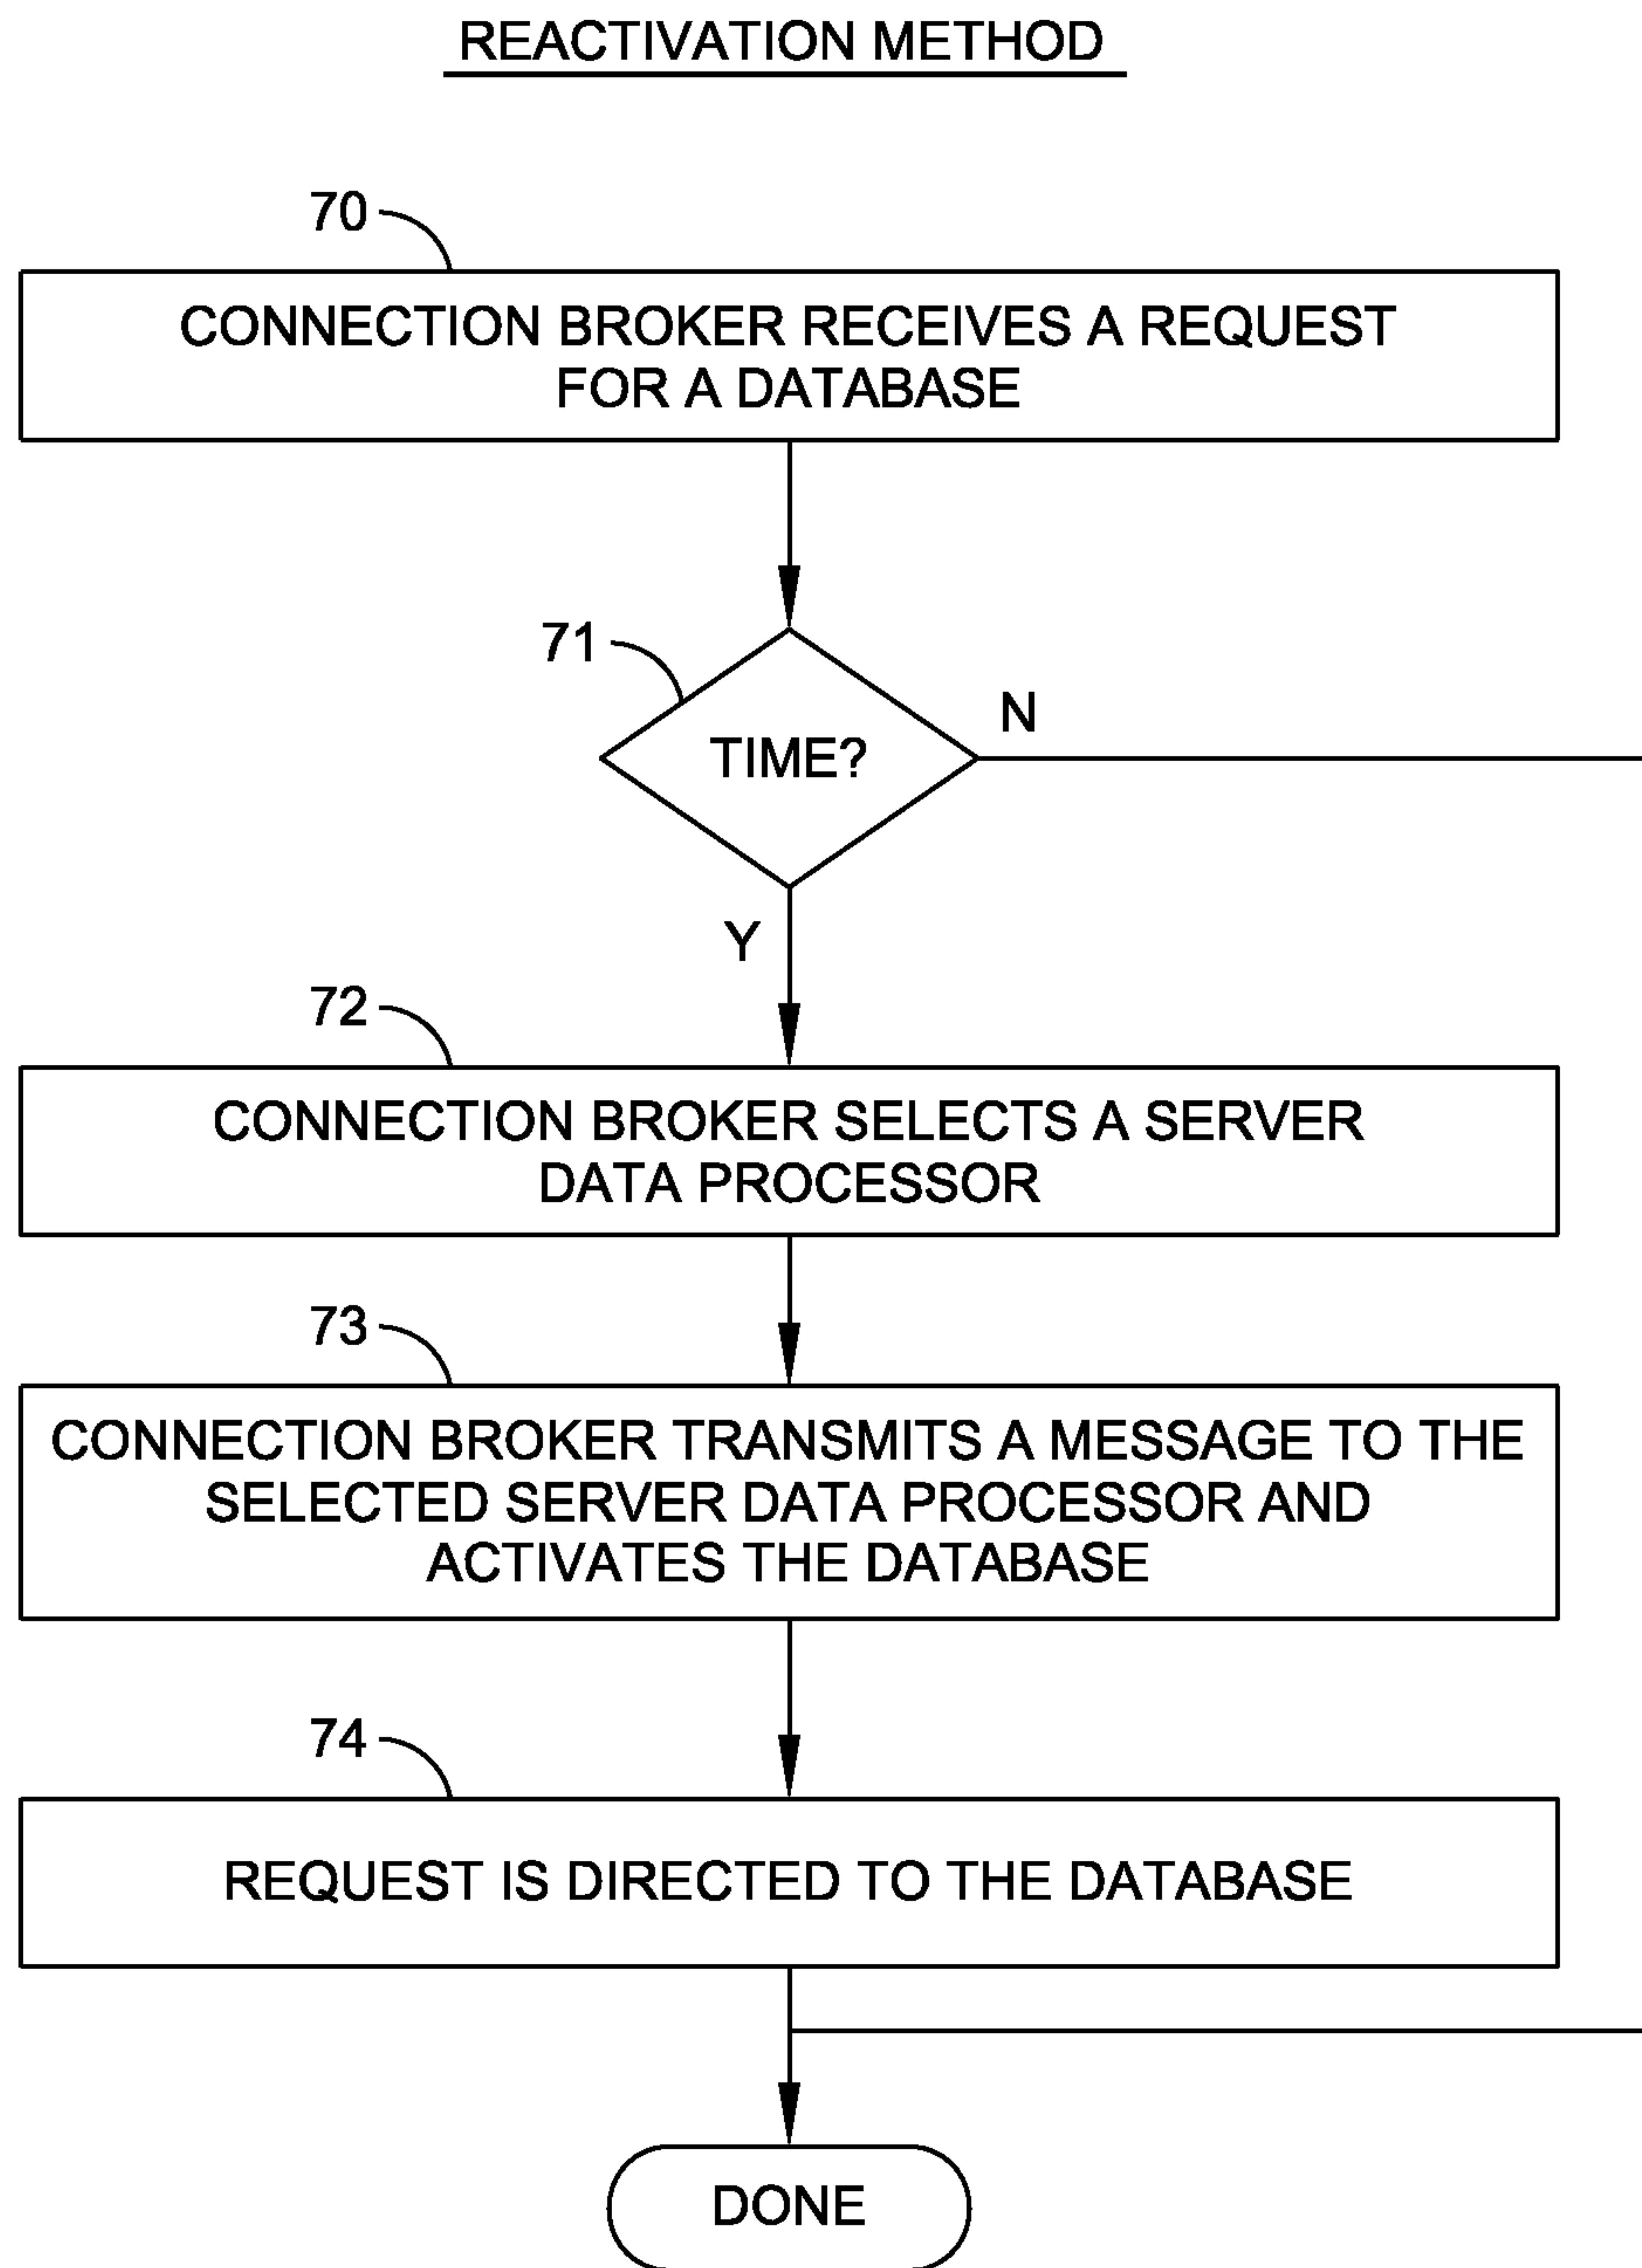 REACTIVATION METHOD
70
CONNECTION BROKER RECEIVES A REQUEST
FOR A DATABASE
71
TIME?
N
Y
72
CONNECTION BROKER SELECTS A SERVER
DATA PROCESSOR
73
CONNECTION BROKER TRANSMITS A MESSAGE TO THE
SELECTED SERVER DATA PROCESSOR AND
ACTIVATES THE DATABASE
74
REQUEST IS DIRECTED TO THE DATABASE
DONE